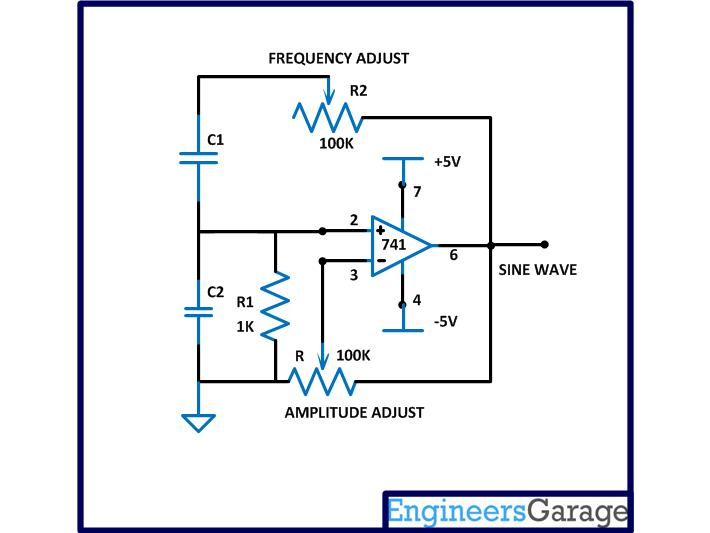 FREQUENCY ADJUST
R2
100K
C1
+5V
7
2
+
741
-
6
3
SINE WAVE
C2
R1
1K
4
-5V
R
100K
AMPLITUDE ADJUST
EngineersGarage